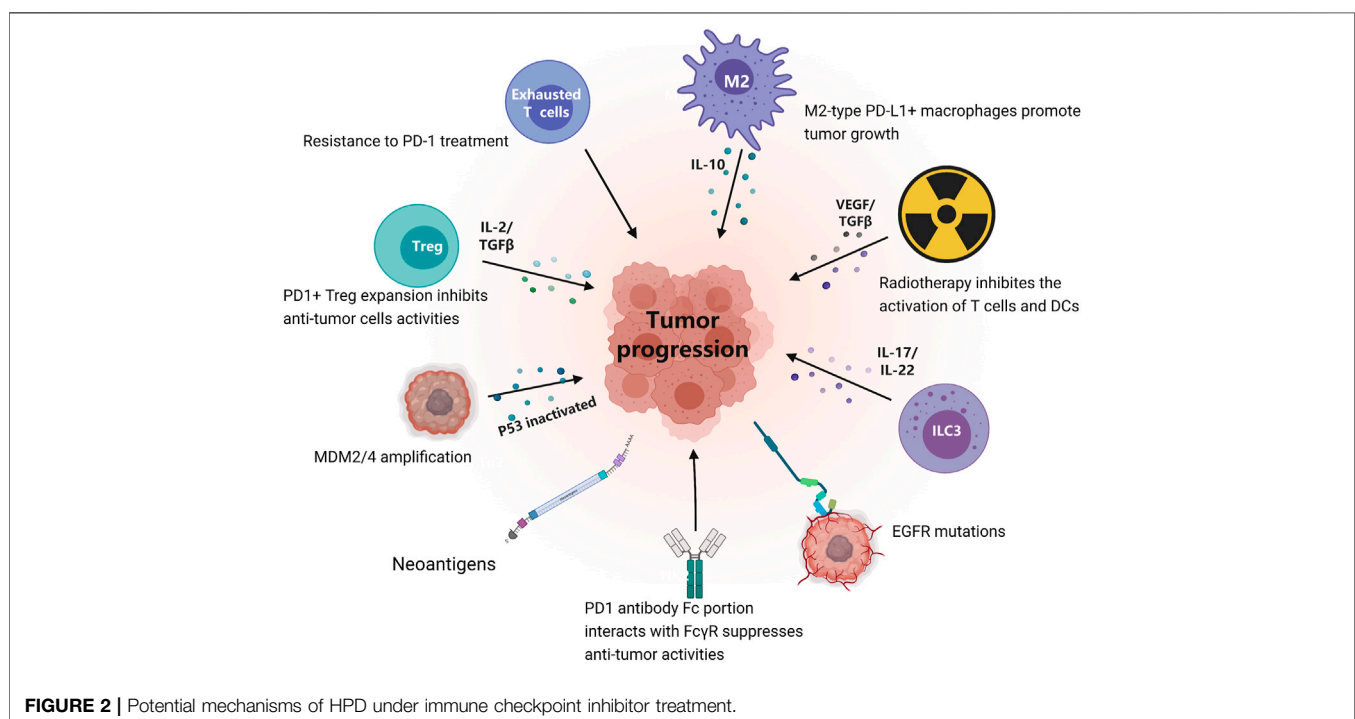 Exhausted
T cells
Resistance to PD-1 treatment
M2
M2-type PD-L1+ macrophages promote
tumor growth
IL-10
VEGF/
TGFβ
Radiotherapy inhibites the
activation of T cells and DCs
Treg
IL-2/
TGFβ
PD1+ Treg expansion inhibits
anti-tumor cells activities
Tumor
progression
IL-17/
IL-22
ILC3
P53 inactivated
MDM2/4 amplification
AAAA
Neoantigens
EGFR mutations
PD1 antibody Fc portion
interacts with FcγR suppresses
anti-tumor activities
FIGURE 2 | Potential mechanisms of HPD under immune checkpoint inhibitor treatment.